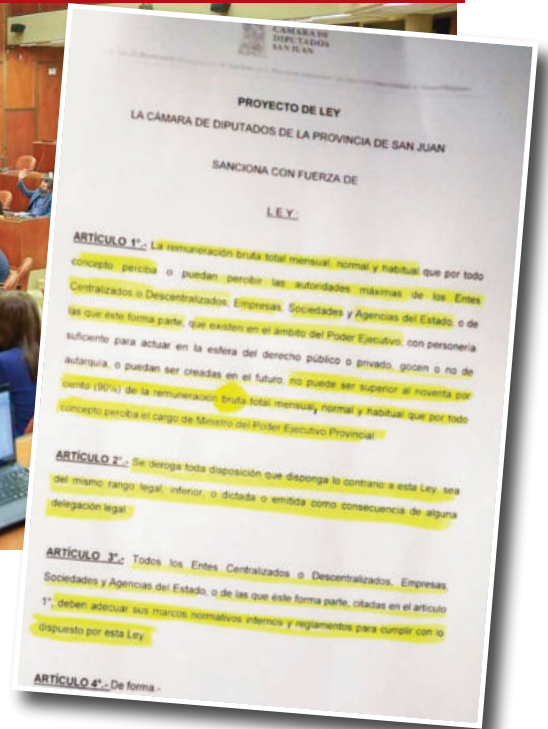 CÁMARA DE
DIPUTADOS
SAN JUAN
PROYECTO DE LEY
LA CÁMARA DE DIPUTADOS DE LA PROVINCIA DE SAN JUAN
SANCIONA CON FUERZA DE
L E Y :
ARTÍCULO 1°.- La remuneración bruta total mensual, normal y habitual que por todo
concepto perciba o puedan percibir las autoridades máximas de los Entes
Centralizados o Descentralizados, Empresas, Sociedades y Agencias del Estado, o de
las que éste forma parte, que existen en el ámbito del Poder Ejecutivo, con personería
suficiente para actuar en la esfera del derecho público o privado, gocen o no de
autarquía, o puedan ser creadas en el futuro, no puede ser superior al noventa por
ciento (90%) de la remuneración bruta total mensual, normal y habitual que por todo
concepto perciba el cargo de Ministro del Poder Ejecutivo Provincial
ARTÍCULO 2°.- Se deroga toda disposición que disponga lo contrario a esta Ley, sea
del mismo rango legal, inferior, o dictada o emitida como consecuencia de alguna
delegación legal
ARTÍCULO 3°.- Todos los Entes Centralizados o Descentralizados, Empresas,
Sociedades y Agencias del Estado, o de las que éste forma parte, citadas en el artículo
1°, deben adecuar sus marcos normativos internos y reglamentos para cumplir con lo
dispuesto por esta Ley
ARTÍCULO 4°.- De forma -